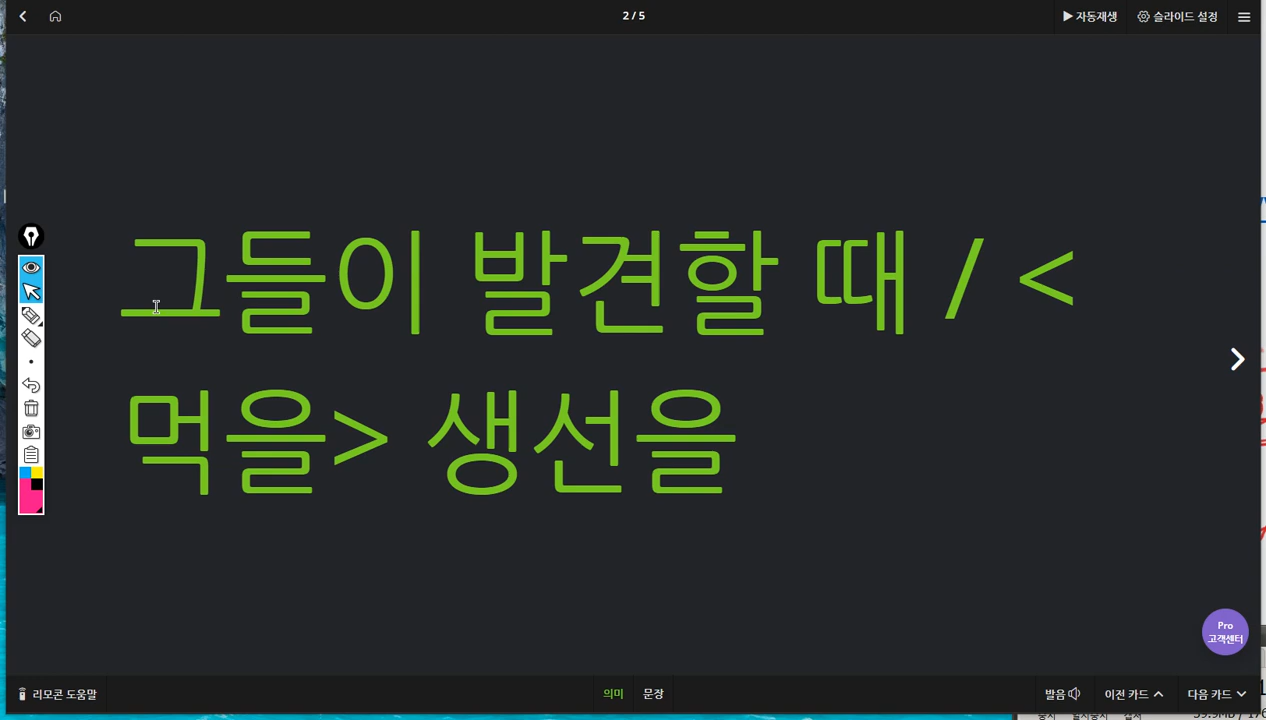 2 / 5
자동재생
슬라이드 설정
그들이 발견할 때 / <
먹을> 생선을
Pro
고객센터
리모콘 도움말
의미
문장
발음
이전 카드
다음 카드